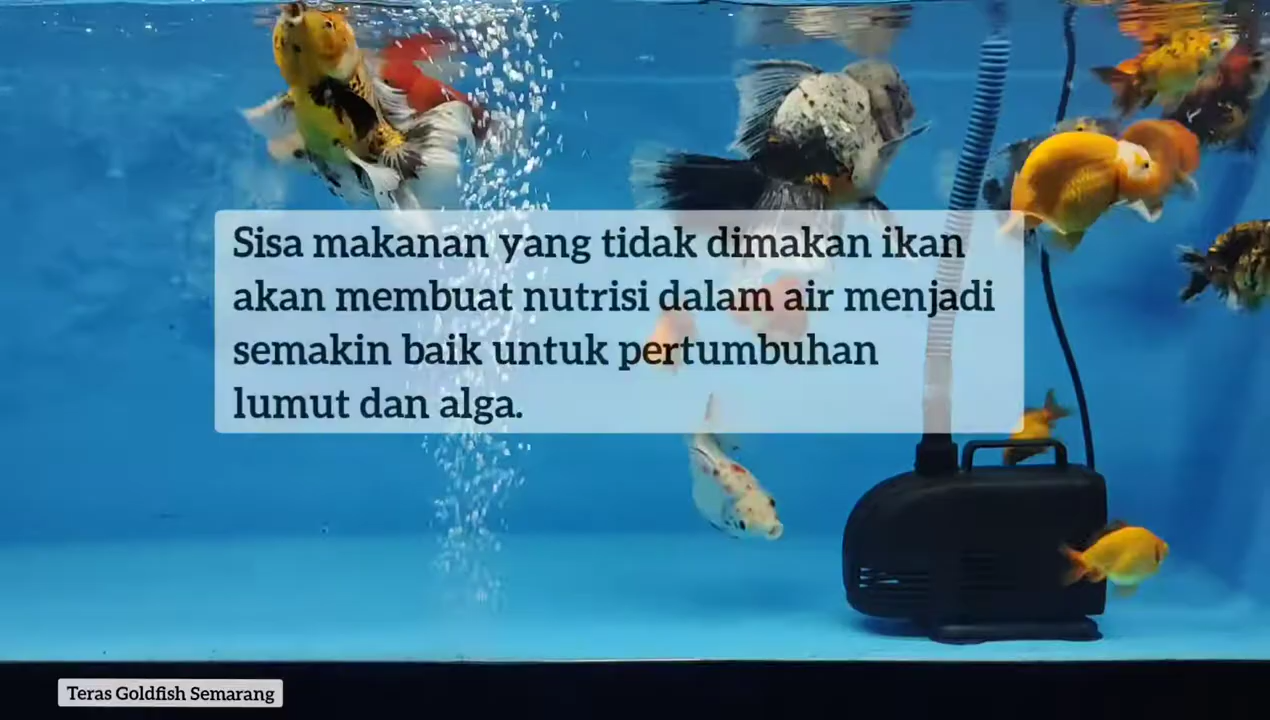 Sisa makanan yang tidak dimakan ikan
akan membuat nutrisi dalam air menjadi
semakin baik untuk pertumbuhan
lumut dan alga.
Teras Goldfish Semarang